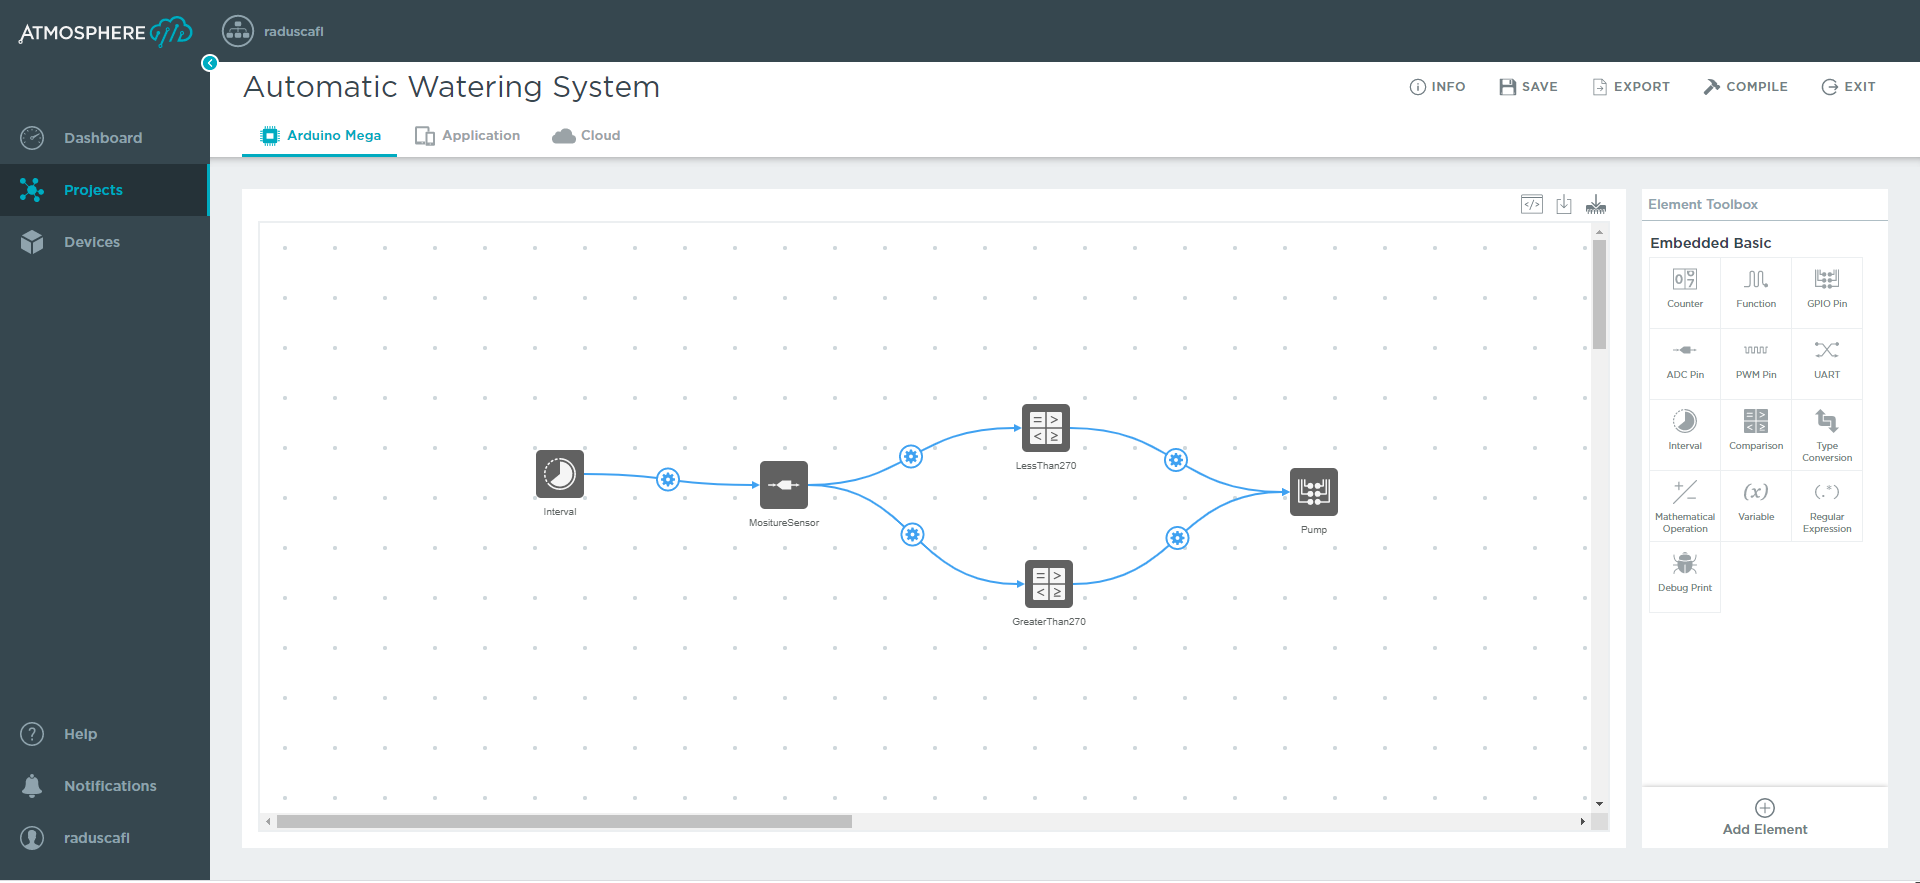 ATMOSPHERE
raduscafl
Automatic Watering System
INFO
SAVE
EXPORT
COMPILE
EXIT
Arduino Mega
Application
Cloud
Dashboard
Projects
Devices
Help
Notifications
raduscafl
Interval
MositureSensor
LessThan270
GreaterThan270
Pump
Element Toolbox
Embedded Basic
Counter
Function
GPIO Pin
ADC Pin
PWM Pin
UART
Interval
Comparison
Type
Conversion
Mathematical
Operation
Variable
Regular
Expression
Debug Print
Add Element